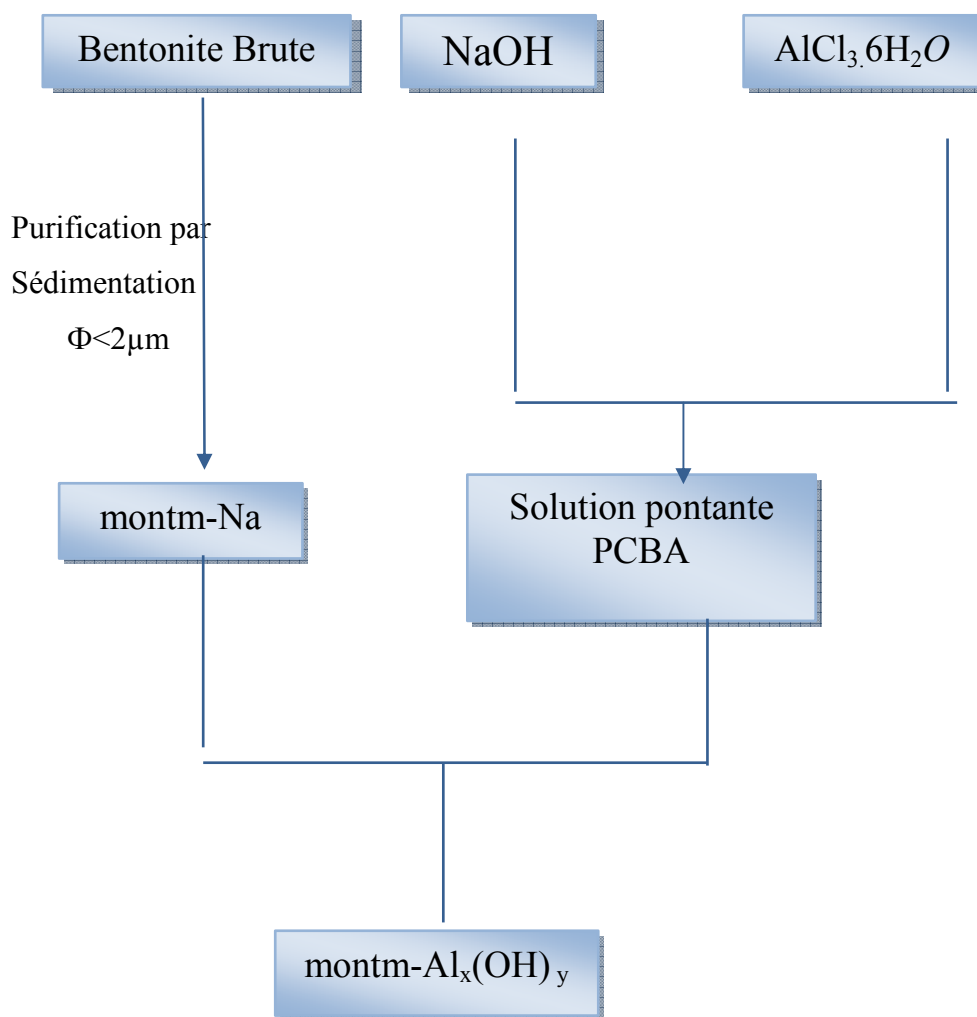 Bentonite Brute
NaOH
AlCl₃.6H₂O
Purification par
Sédimentation
Φ<2µm
montm-Na
Solution pontante
PCBA
montm-Alₓ(OH) y